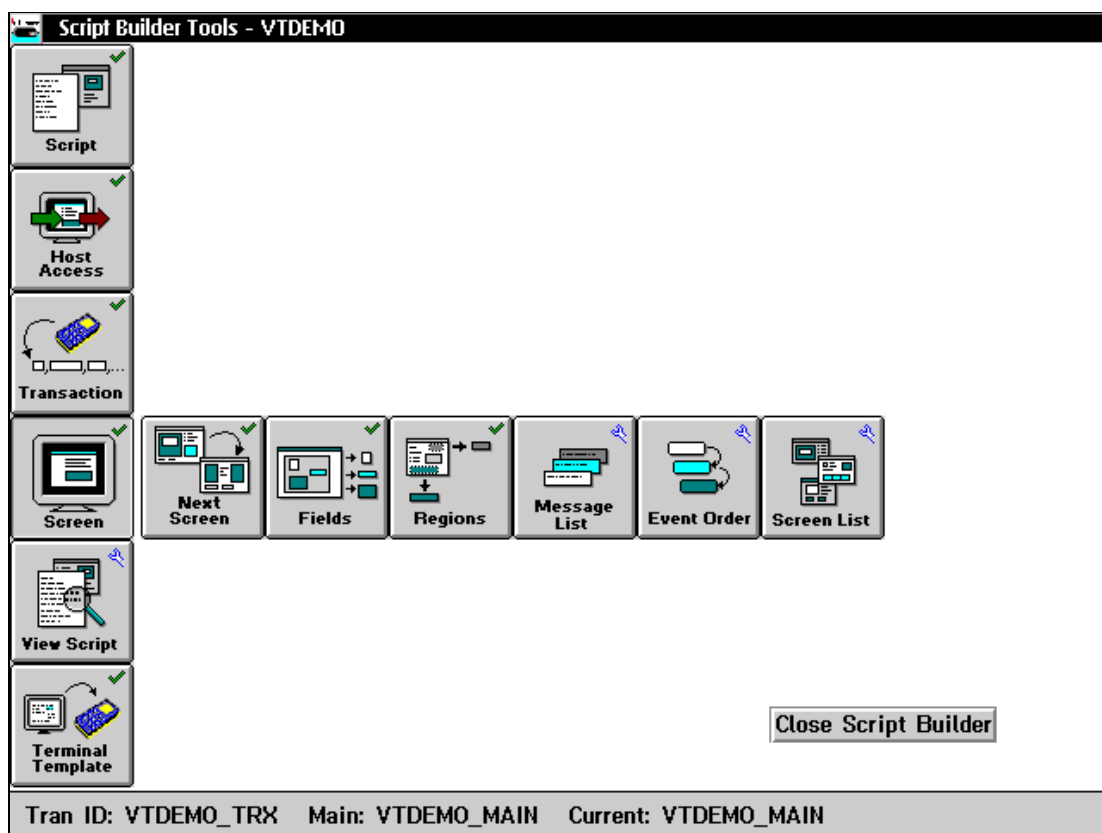 Script Builder Tools - VTDEMO
Script
Host
Access
Transaction
Screen
Next
Screen
Fields
Regions
Message
List
Event Order
Screen List
View Script
Terminal
Template
Close Script Builder
Tran ID: VTDEMO_TRX Main: VTDEMO_MAIN Current: VTDEMO_MAIN